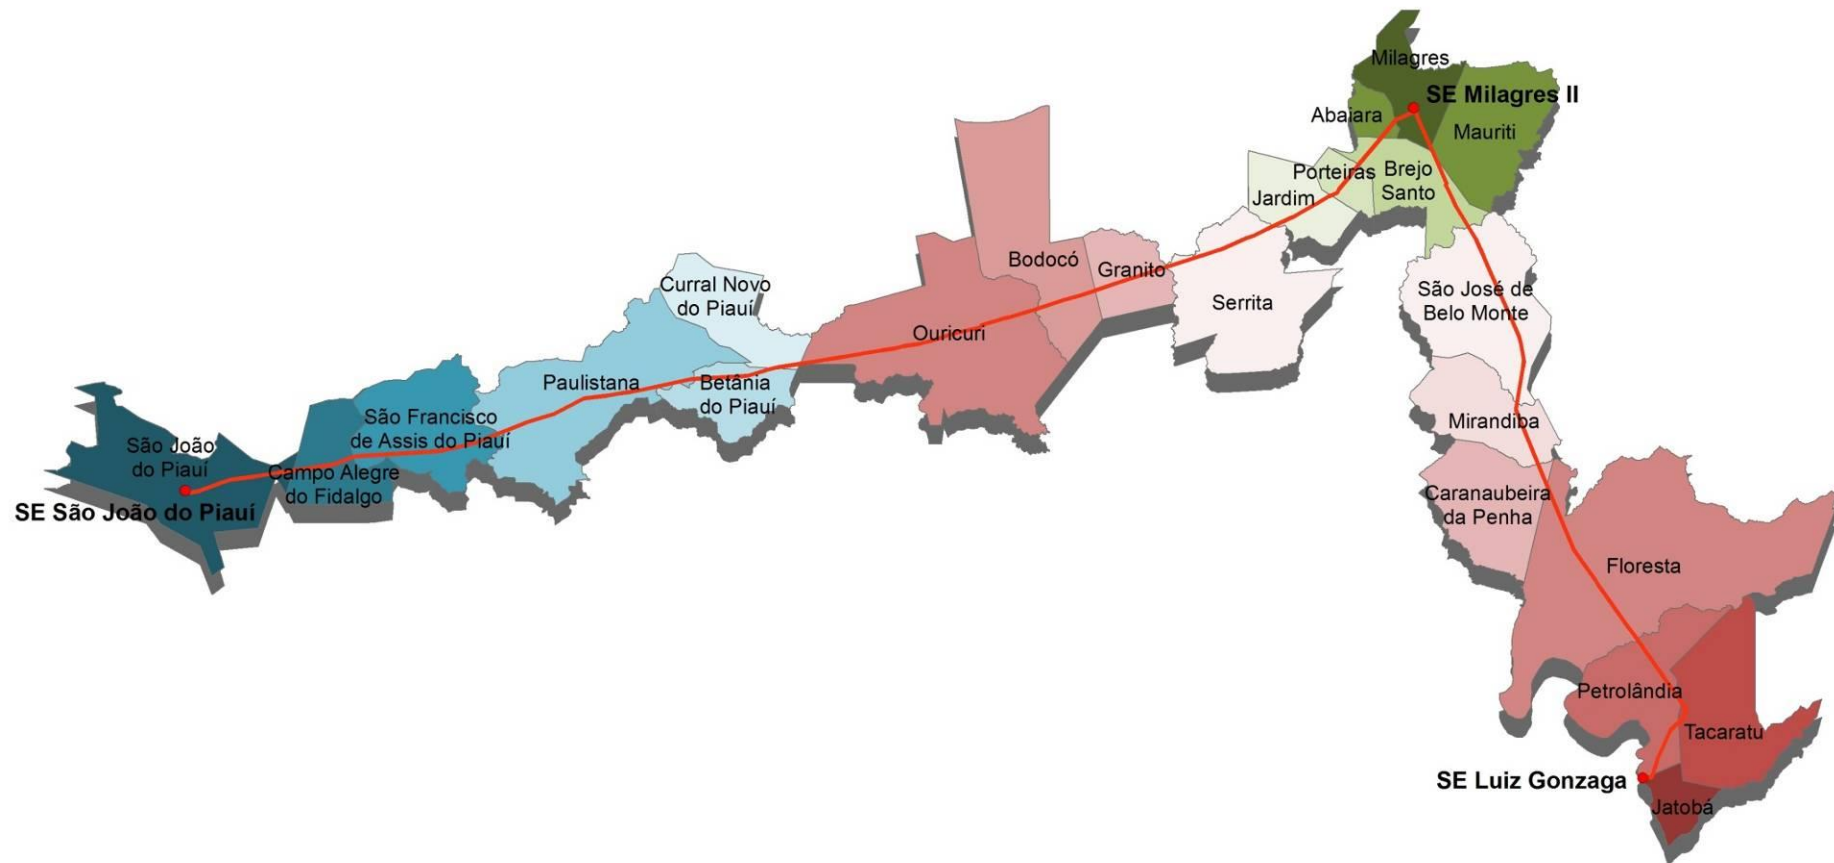 Milagres
SE Milagres II
Abaiara
Mauriti
Porteiras
Brejo
Santo
Jardim
Bodocó
Granito
Curral Novo
do Piauí
Serrita
São José de
Belo Monte
Ouricuri
Paulistana
Betânia
do Piauí
São Francisco
de Assis do Piauí
Mirandiba
São João
do Piauí
Campo Alegre
do Fidalgo
SE São João do Piauí
Caranaubeira
da Penha
Floresta
Petrolândia
Tacaratu
SE Luiz Gonzaga
Jatobá